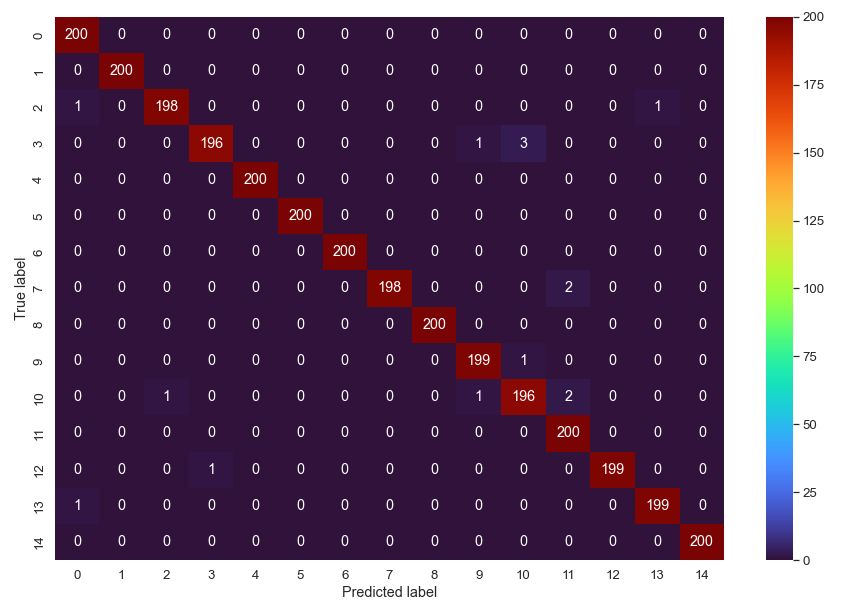 0 200 0 0 0 0 0 0 0 0 0 0 0 0 0 0
1 0 200 0 0 0 0 0 0 0 0 0 0 0 0 0
2 1 0 198 0 0 0 0 0 0 0 0 0 0 1 0
3 0 0 0 196 0 0 0 0 0 1 3 0 0 0 0
4 0 0 0 0 200 0 0 0 0 0 0 0 0 0 0
5 0 0 0 0 0 200 0 0 0 0 0 0 0 0 0
6 0 0 0 0 0 0 200 0 0 0 0 0 0 0 0
7 0 0 0 0 0 0 0 198 0 0 0 2 0 0 0
8 0 0 0 0 0 0 0 0 200 0 0 0 0 0 0
9 0 0 0 0 0 0 0 0 0 199 1 0 0 0 0
10 0 0 1 0 0 0 0 0 0 1 196 2 0 0 0
11 0 0 0 0 0 0 0 0 0 0 0 200 0 0 0
12 0 0 0 1 0 0 0 0 0 0 0 0 199 0 0
13 1 0 0 0 0 0 0 0 0 0 0 0 0 199 0
14 0 0 0 0 0 0 0 0 0 0 0 0 0 0 200
0 1 2 3 4 5 6 7 8 9 10 11 12 13 14
Predicted label
True label
200
175
150
125
100
75
50
25
0